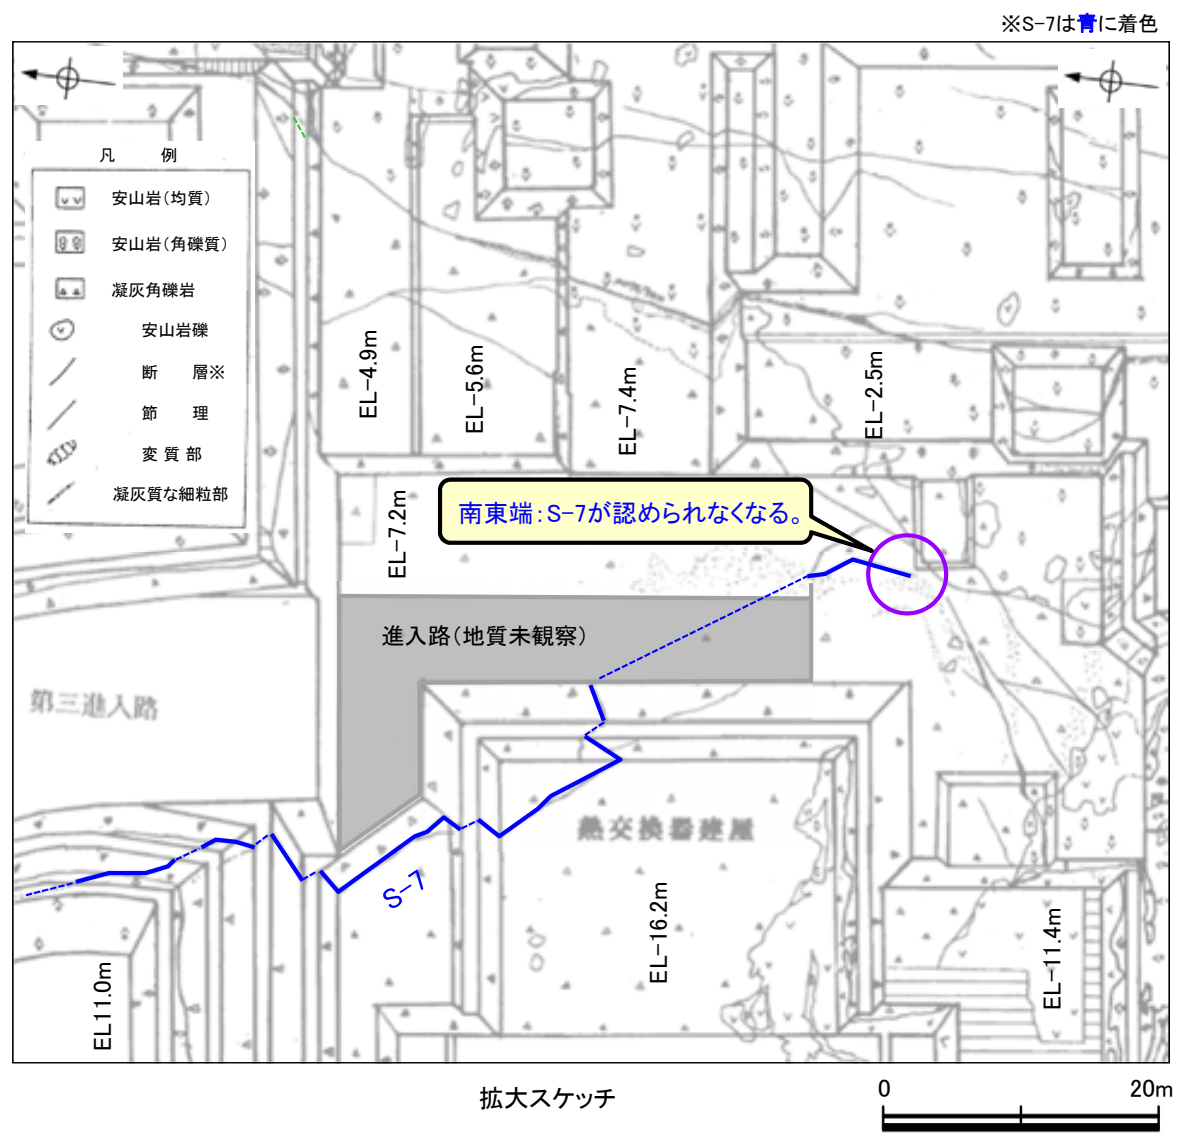 ※S-7は青に着色
凡 例
安山岩(均質)
安山岩(角礫質)
凝灰角礫岩
安山岩礫
断 層※
節 理
変 質 部
凝灰質な細粒部
EL-4.9m
EL-5.6m
EL-7.4m
EL-2.5m
EL-7.2m
南東端：S-7が認められなくなる。
進入路(地質未観察)
第三進入路
熱交換器建屋
S-7
EL-16.2m
EL-11.4m
EL11.0m
拡大スケッチ
0 20m